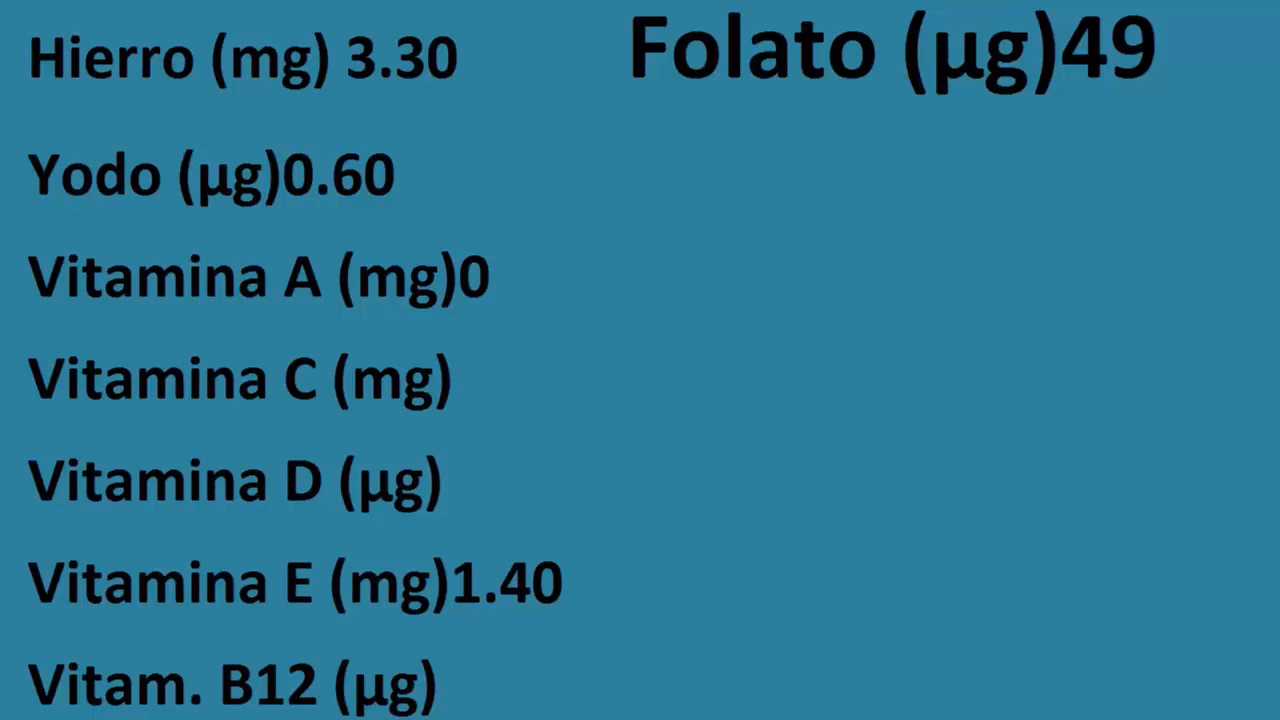 Hierro (mg) 3.30
Folato (µg)49
Yodo (µg)0.60
Vitamina A (mg)0
Vitamina C (mg)
Vitamina D (µg)
Vitamina E (mg)1.40
Vitam. B12 (µg)